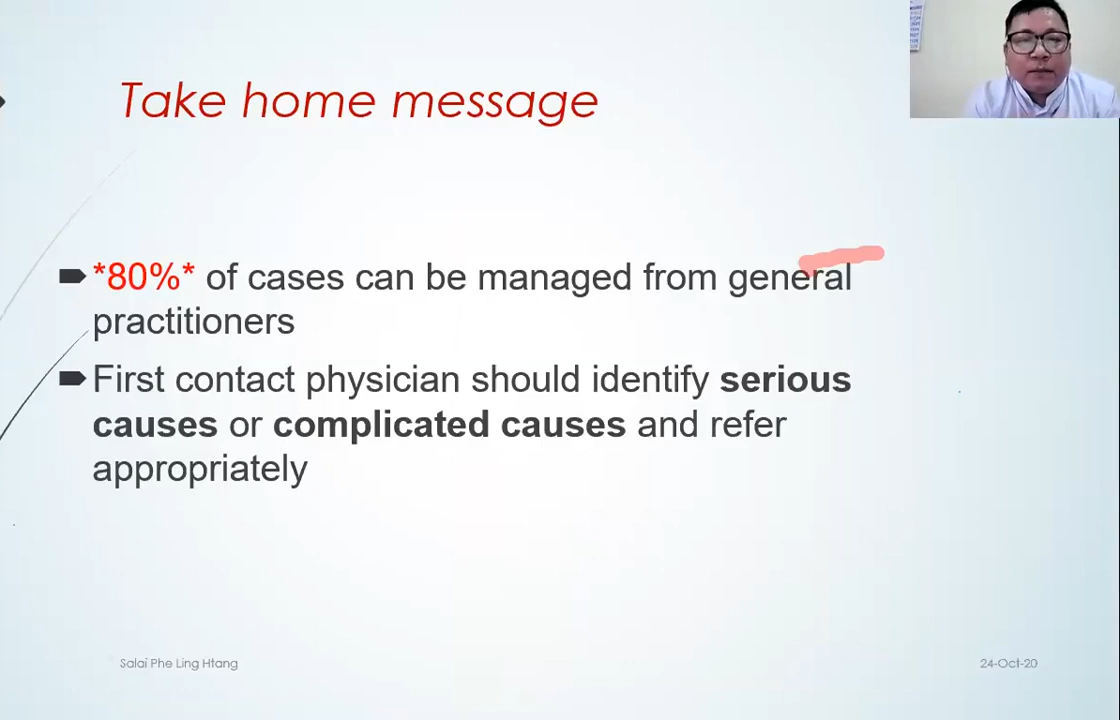 Take home message
*80%* of cases can be managed from general
practitioners
First contact physician should identify serious
causes or complicated causes and refer
appropriately
Salai Phe Ling Htang
24-Oct-20